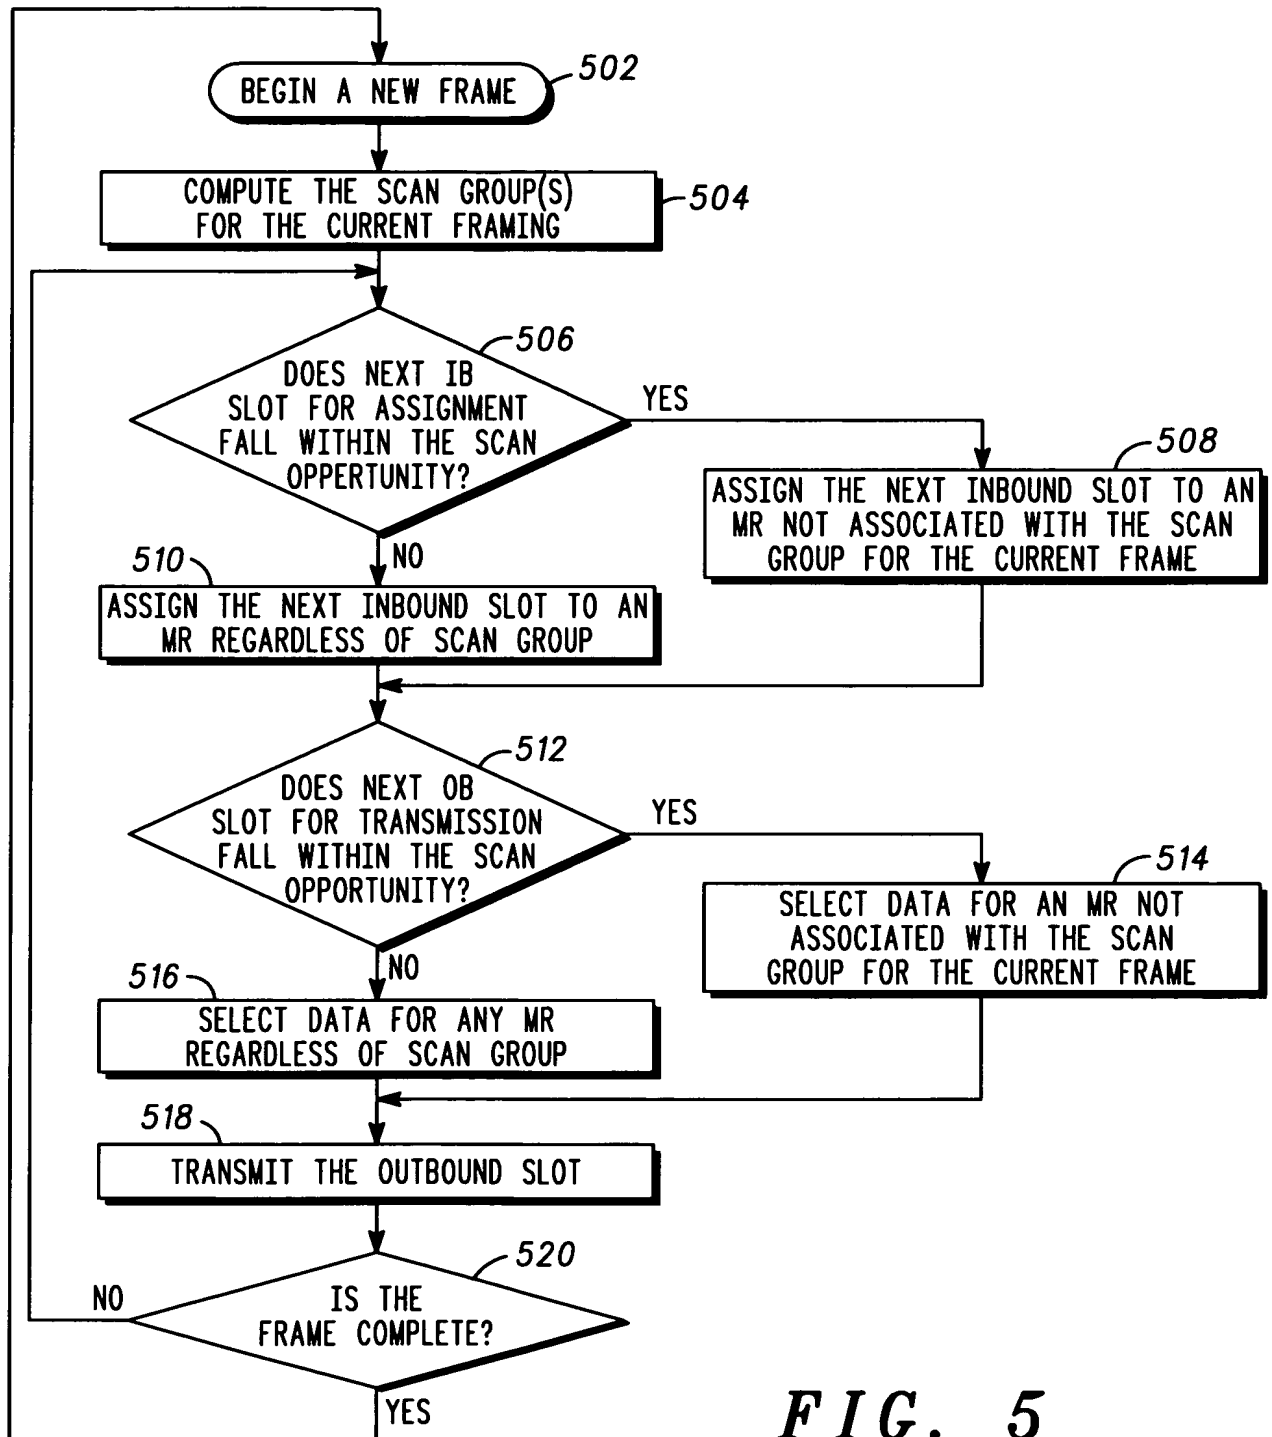 BEGIN A NEW FRAME
502
COMPUTE THE SCAN GROUP(S)
FOR THE CURRENT FRAMING
504
506
DOES NEXT IB
SLOT FOR ASSIGNMENT
FALL WITHIN THE SCAN
OPPERTUNITY?
YES
508
ASSIGN THE NEXT INBOUND SLOT TO AN
MR NOT ASSOCIATED WITH THE SCAN
GROUP FOR THE CURRENT FRAME
NO
510
ASSIGN THE NEXT INBOUND SLOT TO AN
MR REGARDLESS OF SCAN GROUP
512
DOES NEXT OB
SLOT FOR TRANSMISSION
FALL WITHIN THE SCAN
OPPORTUNITY?
YES
514
SELECT DATA FOR AN MR NOT
ASSOCIATED WITH THE SCAN
GROUP FOR THE CURRENT FRAME
NO
516
SELECT DATA FOR ANY MR
REGARDLESS OF SCAN GROUP
518
TRANSMIT THE OUTBOUND SLOT
520
IS THE
FRAME COMPLETE?
NO
YES
FIG. 5